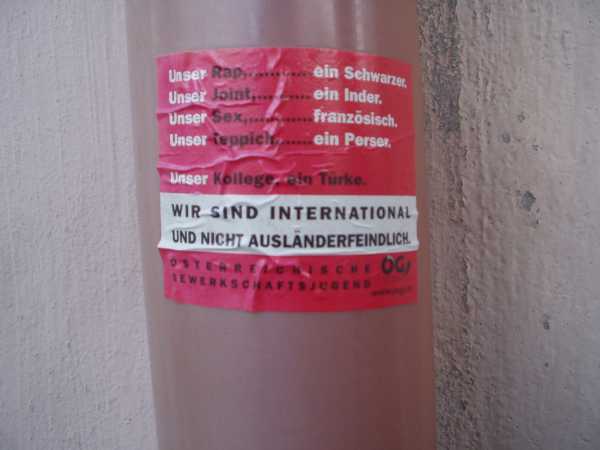 Unser Rap,............ein Schwarzer.
Unser Joint,..........ein Inder.
Unser Sex,............französisch.
Unser Teppich.......ein Perser.
Unser Kollege, ein Türke.
WIR SIND INTERNATIONAL
UND NICHT AUSLÄNDERFEINDLICH.
ÖSTERREICHISCHE ÖGJ
GEWERKSCHAFTSJUGEND